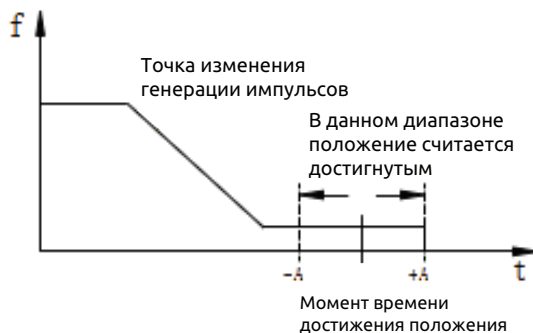 f
Точка изменения
генерации импульсов
В данном диапазоне
положение считается
достигнутым
t
Момент времени
достижения положения